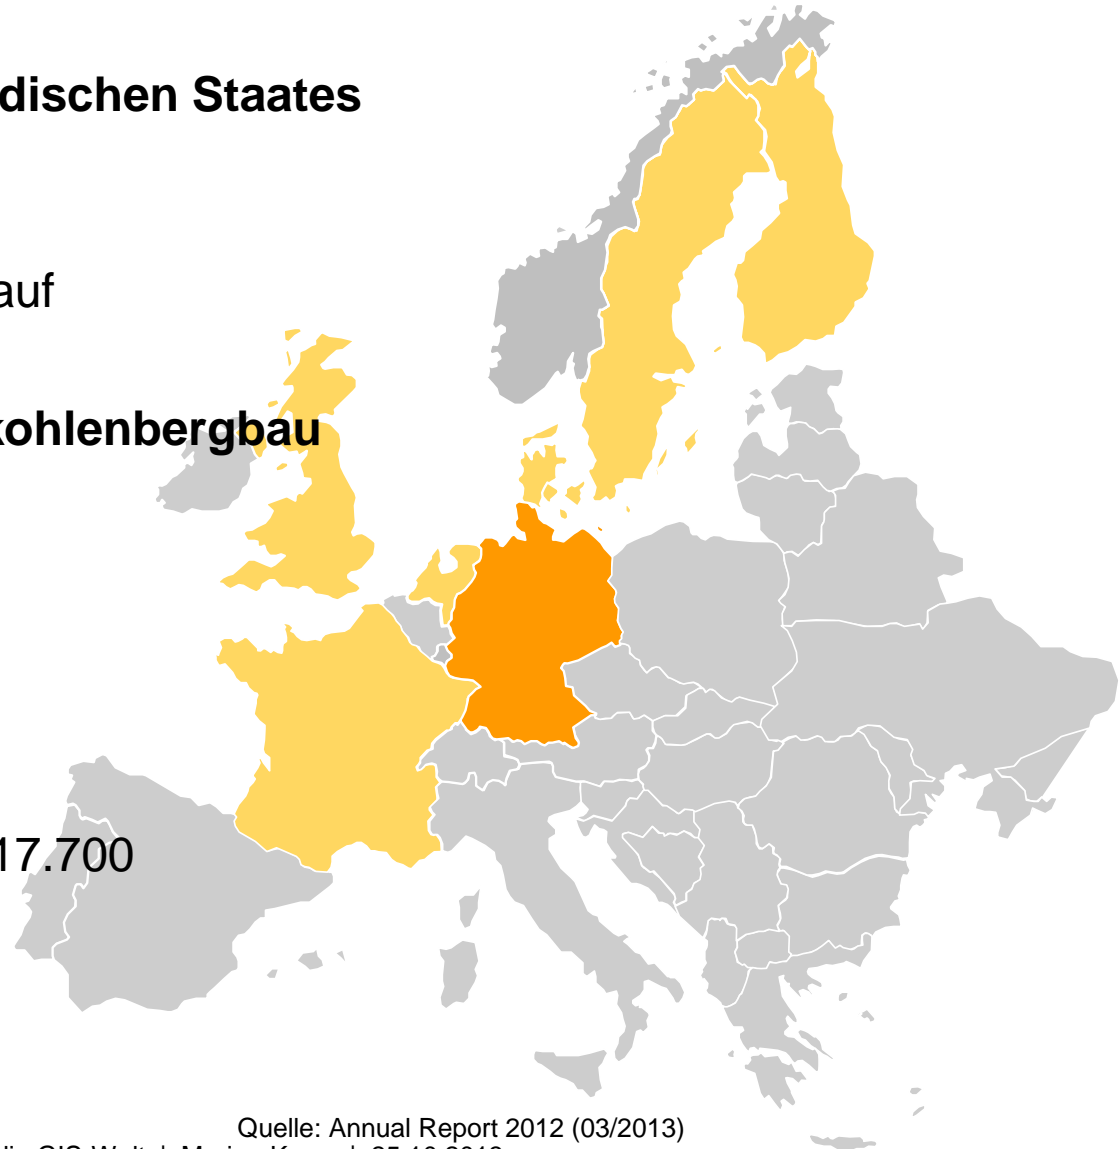 dischen Staates
auf
kohlenbergbau
17.700
Quelle: Annual Report 2012 (03/2013)